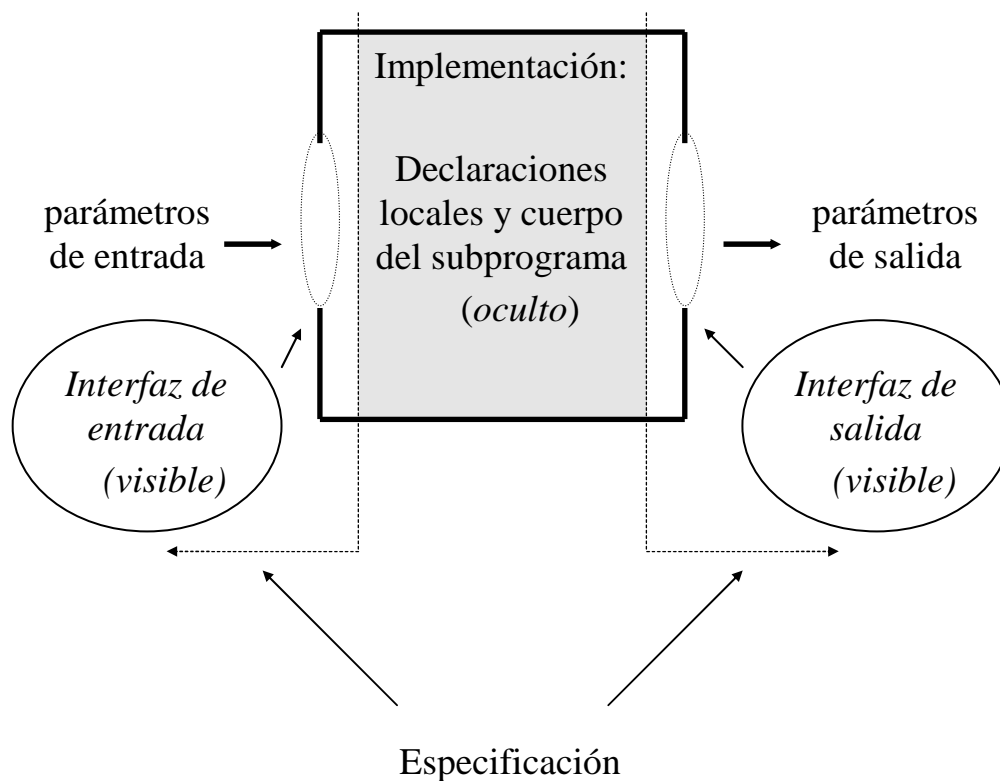 Implementación:
Declaraciones
locales y cuerpo
del subprograma
(oculto)
parámetros
de entrada
parámetros
de salida
Interfaz de
entrada
(visible)
Interfaz de
salida
(visible)
Especificación